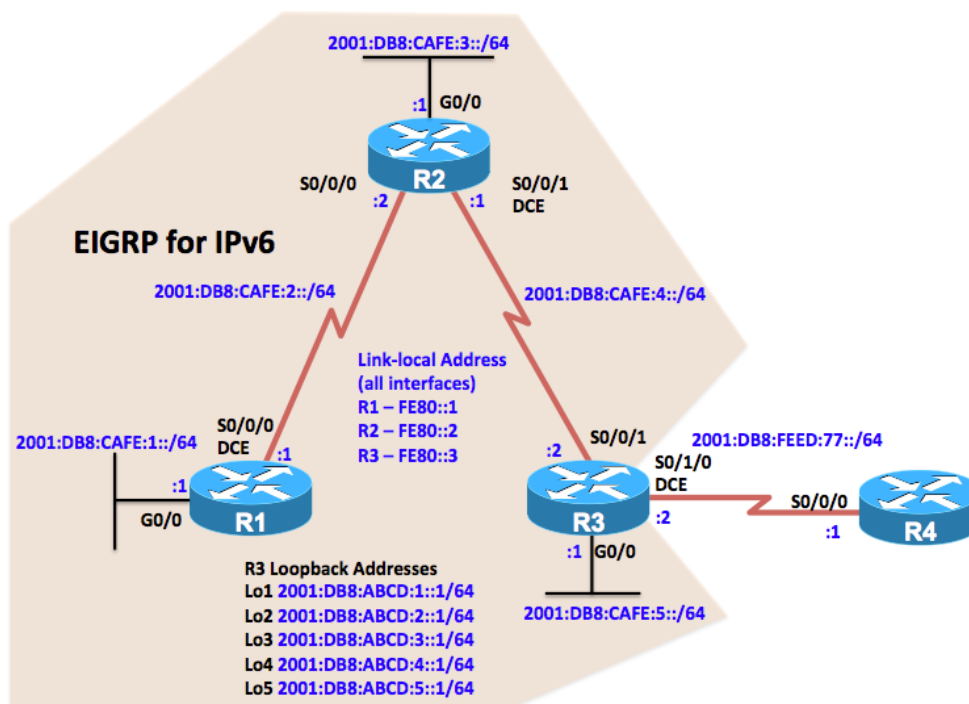 2001:DB8:CAFE:3::/64
:1 G0/0
R2
S0/0/0
:2
S0/0/1
DCE
:1
EIGRP for IPv6
2001:DB8:CAFE:2::/64
2001:DB8:CAFE:4::/64
Link-local Address
(all interfaces)
R1 – FE80::1
R2 – FE80::2
R3 – FE80::3
2001:DB8:CAFE:1::/64
S0/0/0
DCE
:1
:1
G0/0
R1
S0/0/1
:2
2001:DB8:FEED:77::/64
S0/1/0
DCE
:2
S0/0/0
:1
R3
R4
:1 G0/0
2001:DB8:CAFE:5::/64
R3 Loopback Addresses
Lo1 2001:DB8:ABCD:1::1/64
Lo2 2001:DB8:ABCD:2::1/64
Lo3 2001:DB8:ABCD:3::1/64
Lo4 2001:DB8:ABCD:4::1/64
Lo5 2001:DB8:ABCD:5::1/64